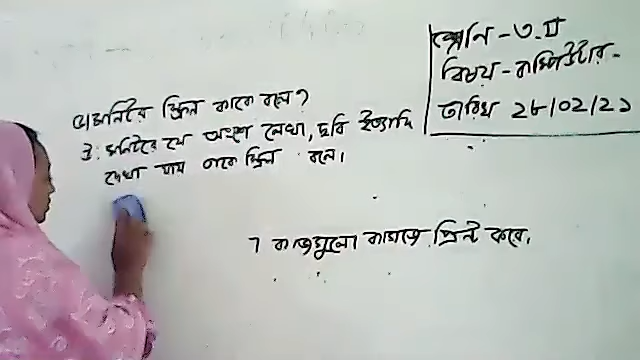 শ্রেণি - ৩. II
বিষয় - কম্পিউটার -
তারিখ ২৮/০২/২১
মনিটর স্ক্রিন কাকে বলে?
উ: মনিটরে যে অংশে লেখা, ছবি ইত্যাদি
দেখা যায় তাকে স্ক্রিন বলে।
৭ কাজগুলো কাগজে প্রিন্ট করে,